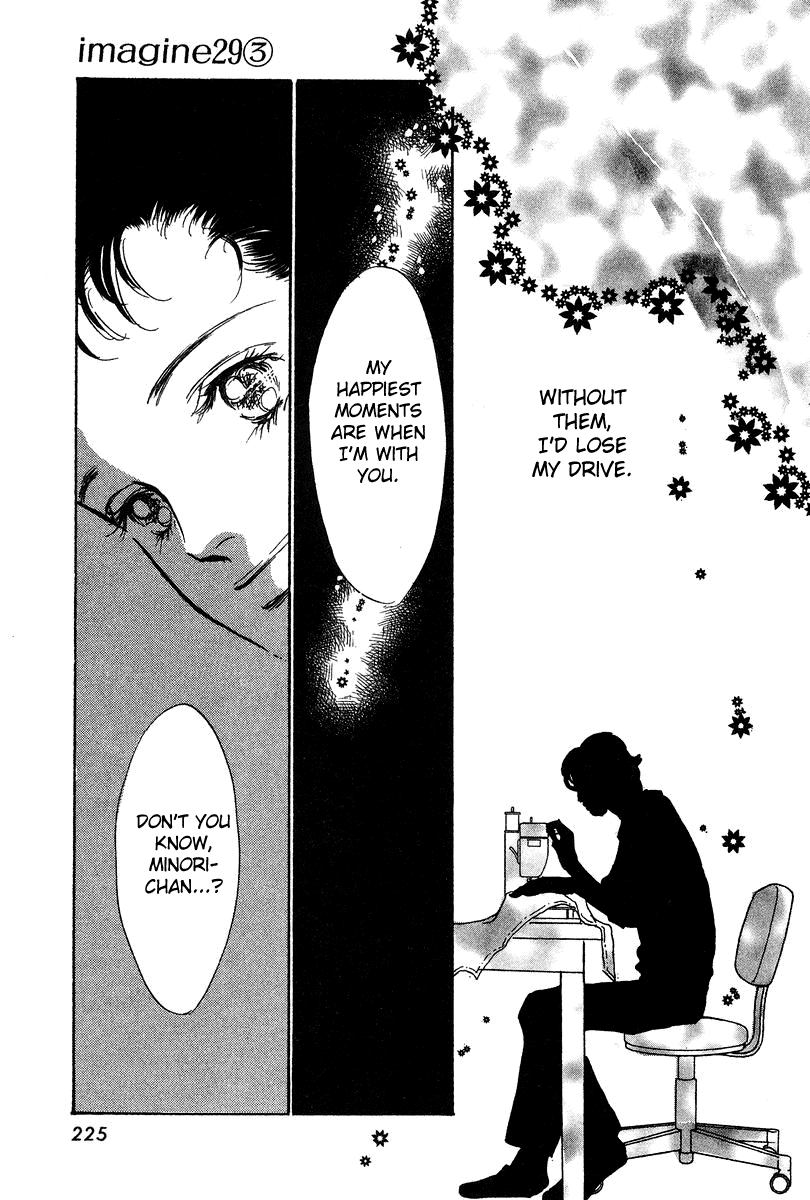 imagine29③
WITHOUT
THEM,
I'D LOSE
MY DRIVE.
MY
HAPPIEST
MOMENTS
ARE WHEN
I'M WITH
YOU.
DON'T YOU
KNOW,
MINORI-
CHAN...?
225